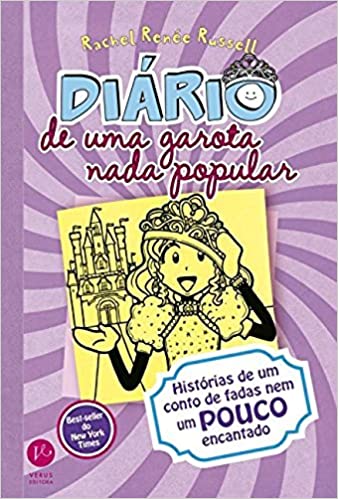 Rachel Renée Russell
DIÁRIO
de uma garota
nada popular
Histórias de um
conto de fadas nem
um POUCO
encantado
Best-seller
do
New York
Times
V
VERUS
EDITORA